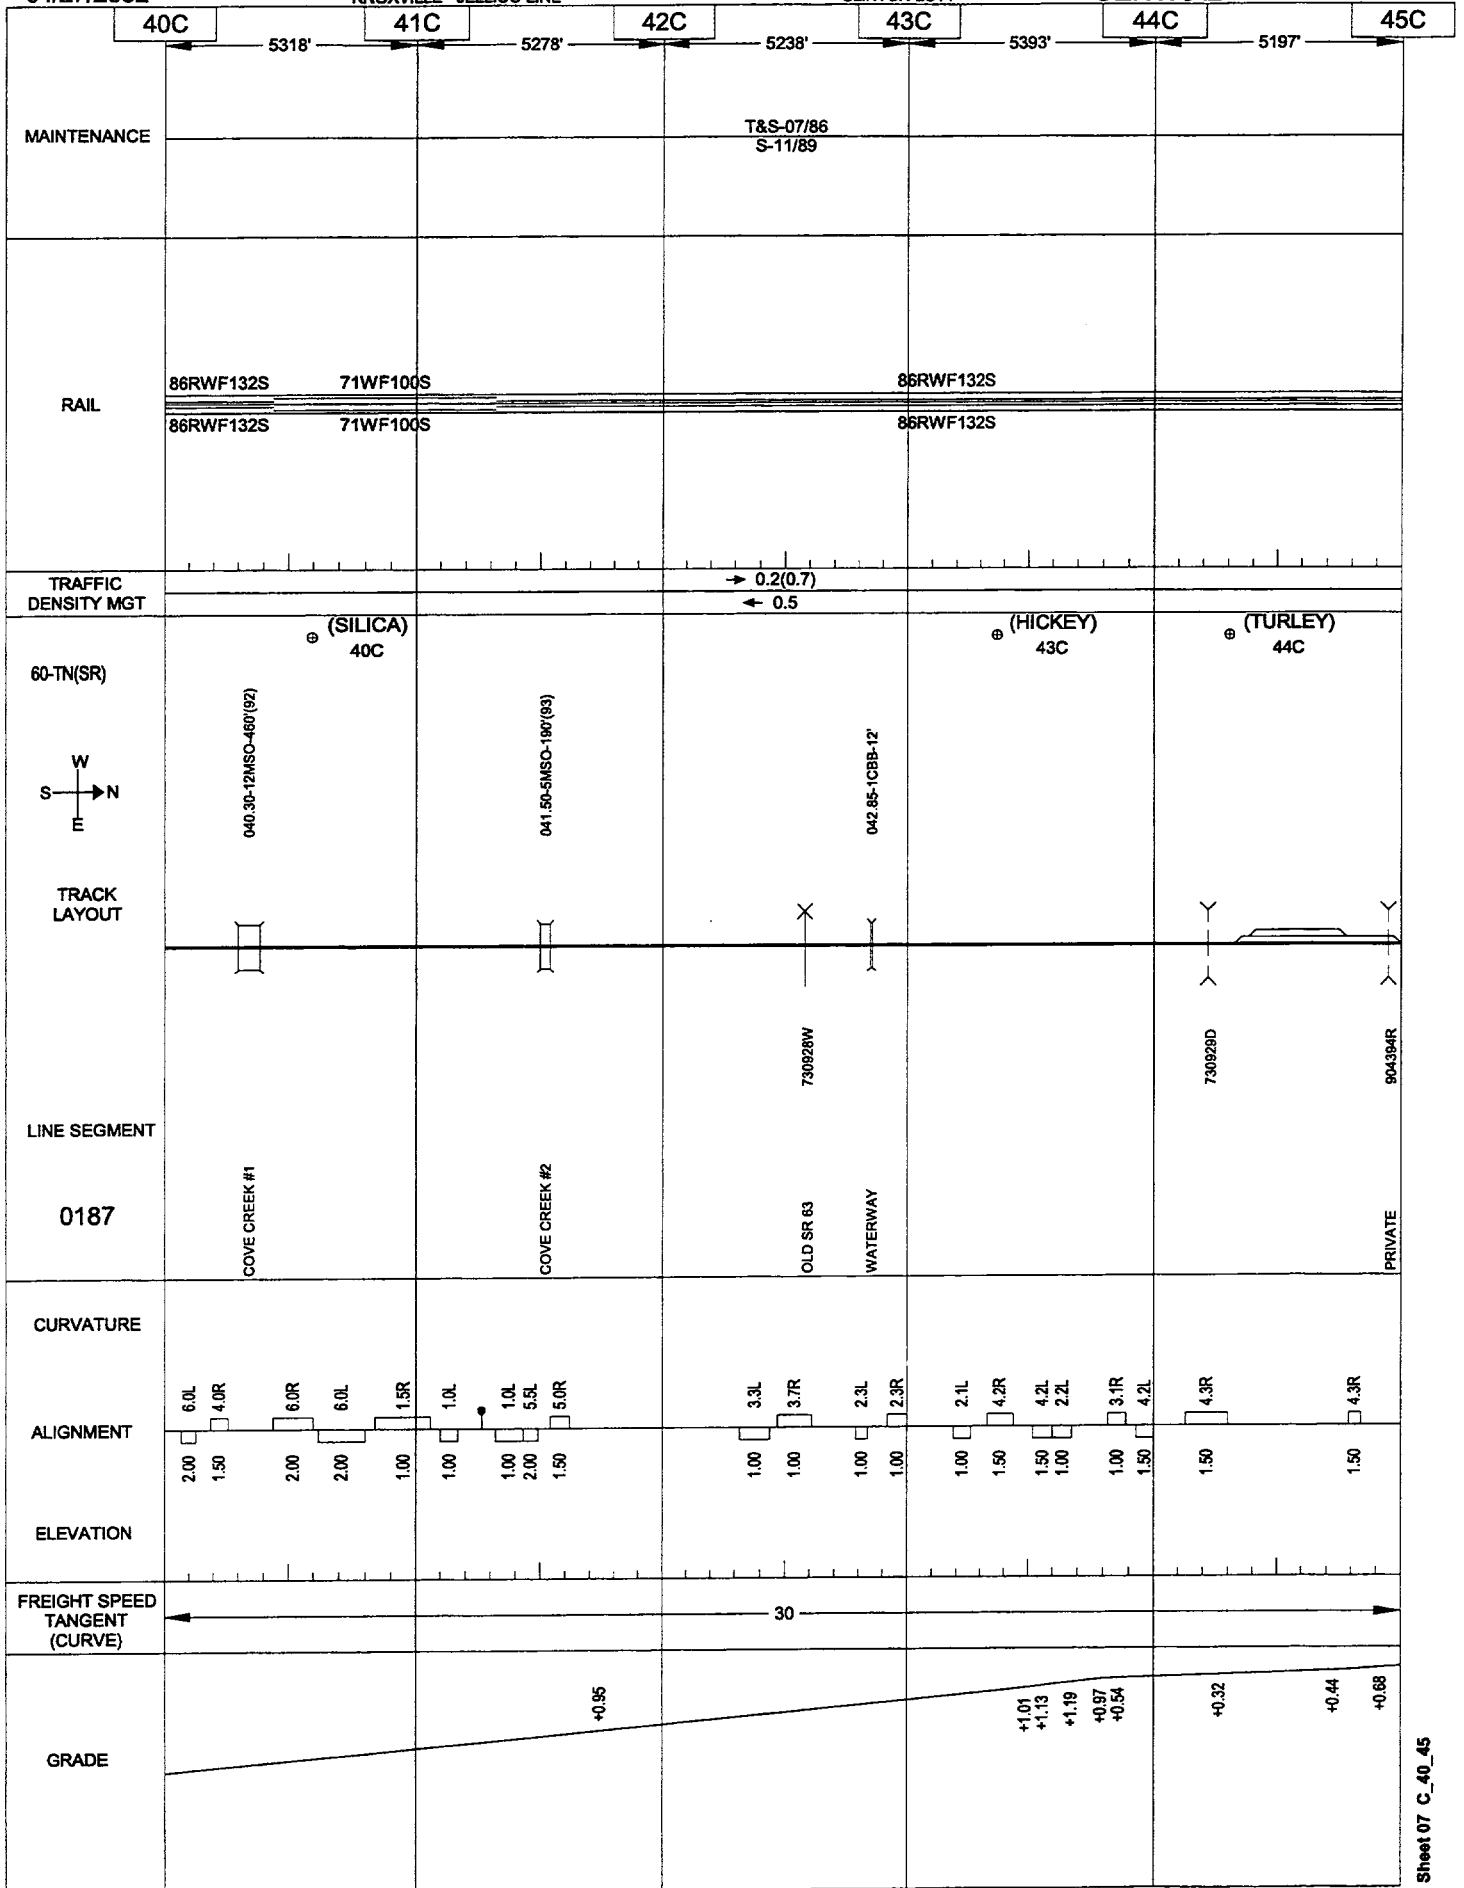 40C 41C 42C 43C 44C 45C
5318' 5278' 5238' 5393' 5197'
MAINTENANCE
T&S-07/86
S-11/89
RAIL
86RWF132S 71WF100S 86RWF132S
86RWF132S 71WF100S 86RWF132S
TRAFFIC
DENSITY MGT
→ 0.2(0.7)
← 0.5
(SILICA)
40C
(HICKEY)
43C
(TURLEY)
44C
60-TN(SR)
W
S N
E
040.30-12MSO-460'(92)
041.50-5MSO-190'(93)
042.85-1CBB-12'
TRACK
LAYOUT
730928W
730929D
904394R
LINE SEGMENT
0187
COVE CREEK #1
COVE CREEK #2
OLD SR 63
WATERWAY
PRIVATE
CURVATURE
6.0L 4.0R 6.0R 6.0L 1.5R 1.0L 1.0L 5.5L 5.0R 3.3L 3.7R 2.3L 2.3R 2.1L 4.2R 4.2L 2.2L 3.1R 4.2L 4.3R 4.3R
ALIGNMENT
2.00 1.50 2.00 2.00 1.00 1.00 1.00 2.00 1.50 1.00 1.00 1.00 1.00 1.00 1.50 1.50 1.00 1.00 1.50 1.50 1.50
ELEVATION
FREIGHT SPEED
TANGENT
(CURVE)
30
GRADE
+0.95 +1.01 +1.13 +1.19 +0.97 +0.54 +0.32 +0.44 +0.68
Sheet 07 C_40_45